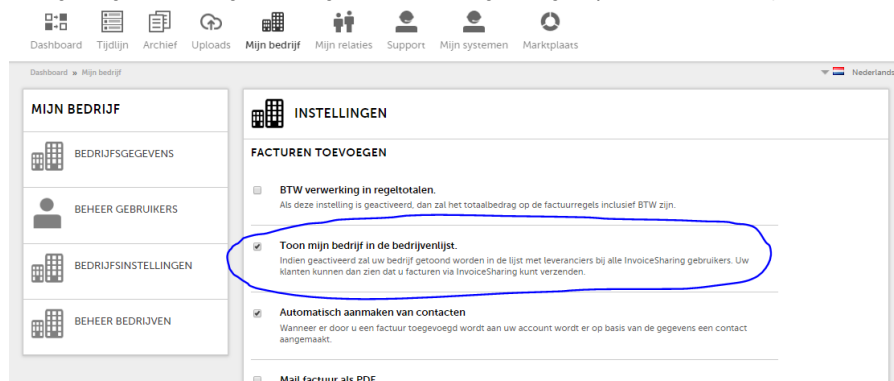 Dashboard Tijdlijn Archief Uploads Mijn bedrijf Mijn relaties Support Mijn systemen Marktplaats
Dashboard » Mijn bedrijf
Nederlands
MIJN BEDRIJF
BEDRIJFSGEGEVENS
BEHEER GEBRUIKERS
BEDRIJFSINSTELLINGEN
BEHEER BEDRIJVEN
INSTELLINGEN
FACTUREN TOEVOEGEN
BTW verwerking in regeltotalen.
Als deze instelling is geactiveerd, dan zal het totaalbedrag op de factuurregels inclusief BTW zijn.
Toon mijn bedrijf in de bedrijvenlijst.
Indien geactiveerd zal uw bedrijf getoond worden in de lijst met leveranciers bij alle InvoiceSharing gebruikers. Uw
klanten kunnen dan zien dat u facturen via InvoiceSharing kunt verzenden.
Automatisch aanmaken van contacten
Wanneer er door u een factuur toegevoegd wordt aan uw account wordt er op basis van de gegevens een contact
aangemaakt.
Mail factuur als PDF